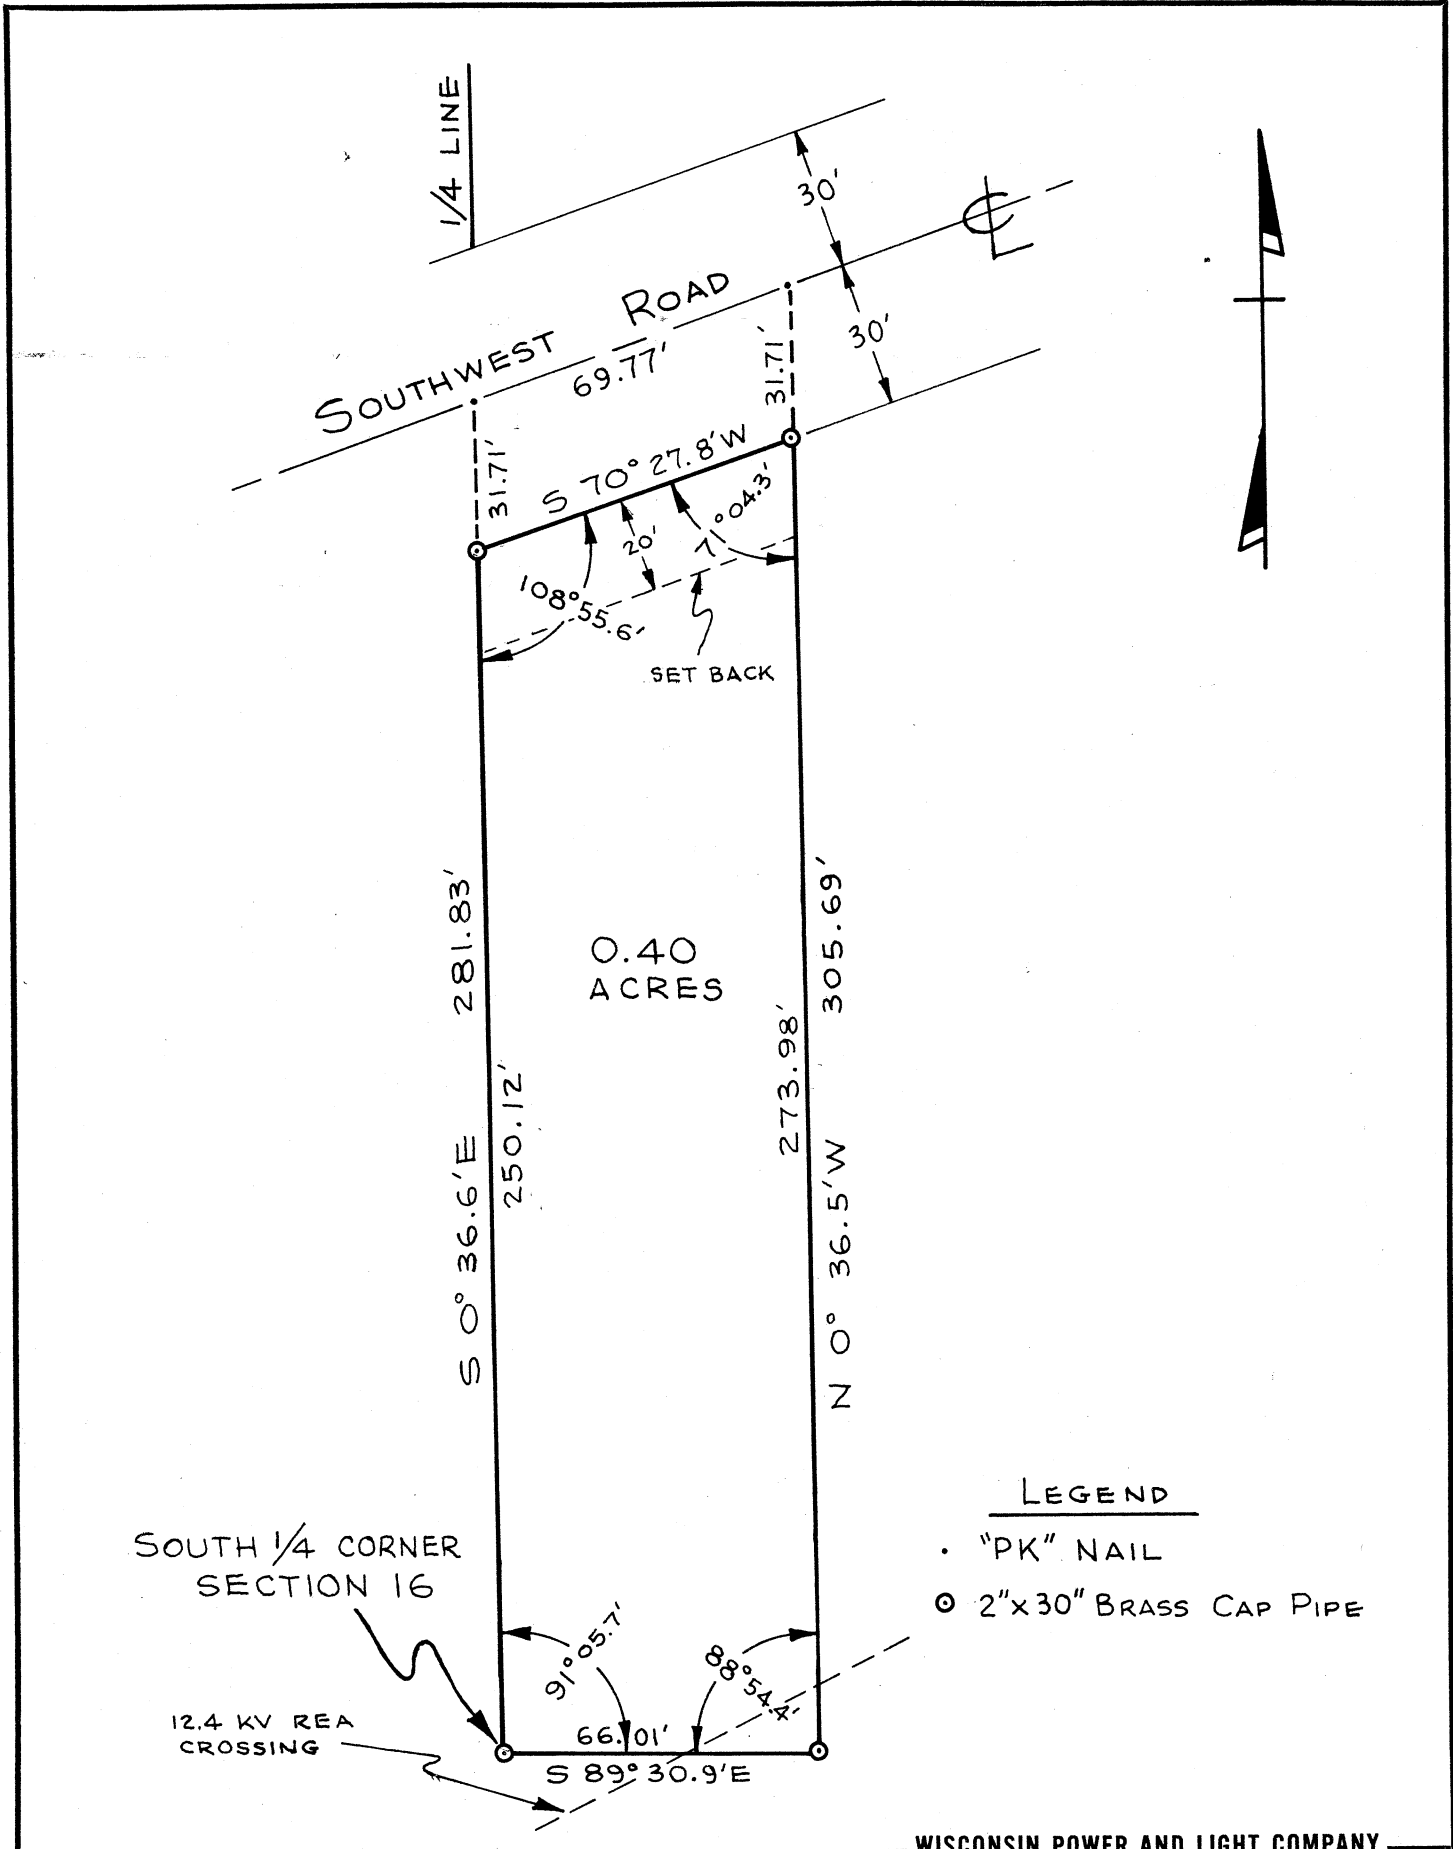 1/4 LINE
30'
℄
SOUTHWEST ROAD
30'
69.77'
31.71'
31.71'
S 70° 27.8' W
20'
7 °04.3'
108°55.6'
SET BACK
281.83'
305.69'
0.40
ACRES
250.12'
273.98'
S 0° 36.6' E
N 0° 36.5' W
LEGEND
"PK" NAIL
2"x30" BRASS CAP PIPE
SOUTH 1/4 CORNER
SECTION 16
91°05.7'
88°54.4'
12.4 KV REA
CROSSING
66.01'
S 89° 30.9' E
WISCONSIN POWER AND LIGHT COMPANY